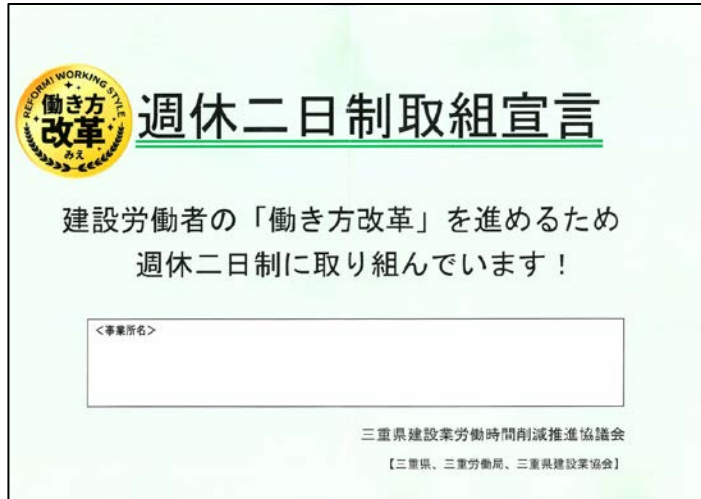 REFORM! WORKING STYLE
働き方
改革
みえ
週休二日制取組宣言
建設労働者の「働き方改革」を進めるため
週休二日制に取り組んでいます！
＜事業所名＞
三重県建設業労働時間削減推進協議会
【三重県、三重労働局、三重県建設業協会】